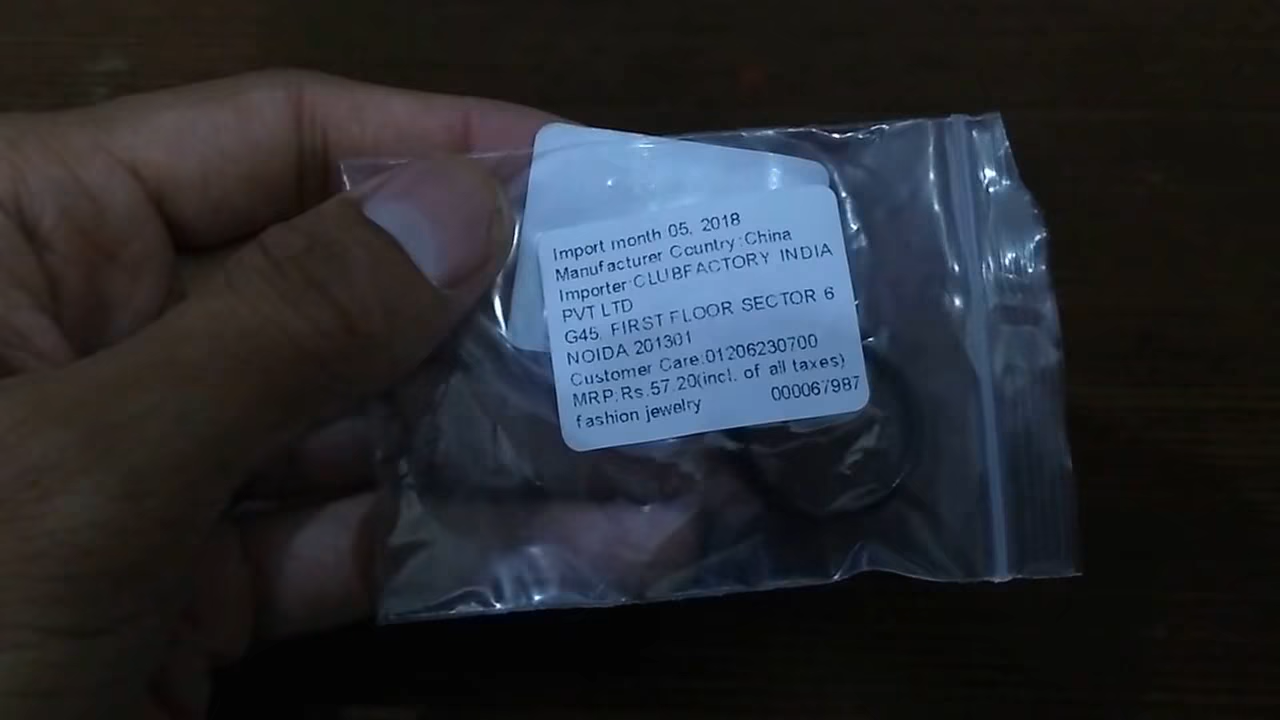 Import month 05, 2018
Manufacturer Country:China
Importer:CLUBFACTORY INDIA
PVT LTD
G45, FIRST FLOOR SECTOR 6
NOIDA 201301
Customer Care:01206230700
MRP:Rs.57.20(incl. of all taxes)
fashion jewelry 000067987